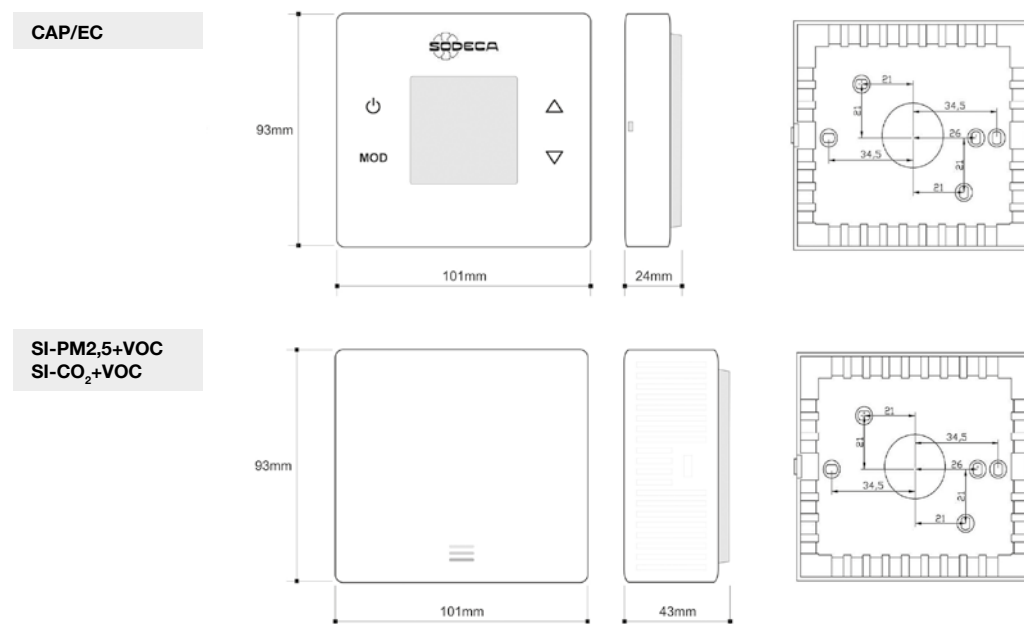 CAP/EC
SODECA
MOD
93mm
101mm
24mm
21
21
34,5
26
34,5
21
21
SI-PM2,5+VOC
SI-CO₂+VOC
93mm
101mm
43mm
21
21
34,5
26
34,5
21
21